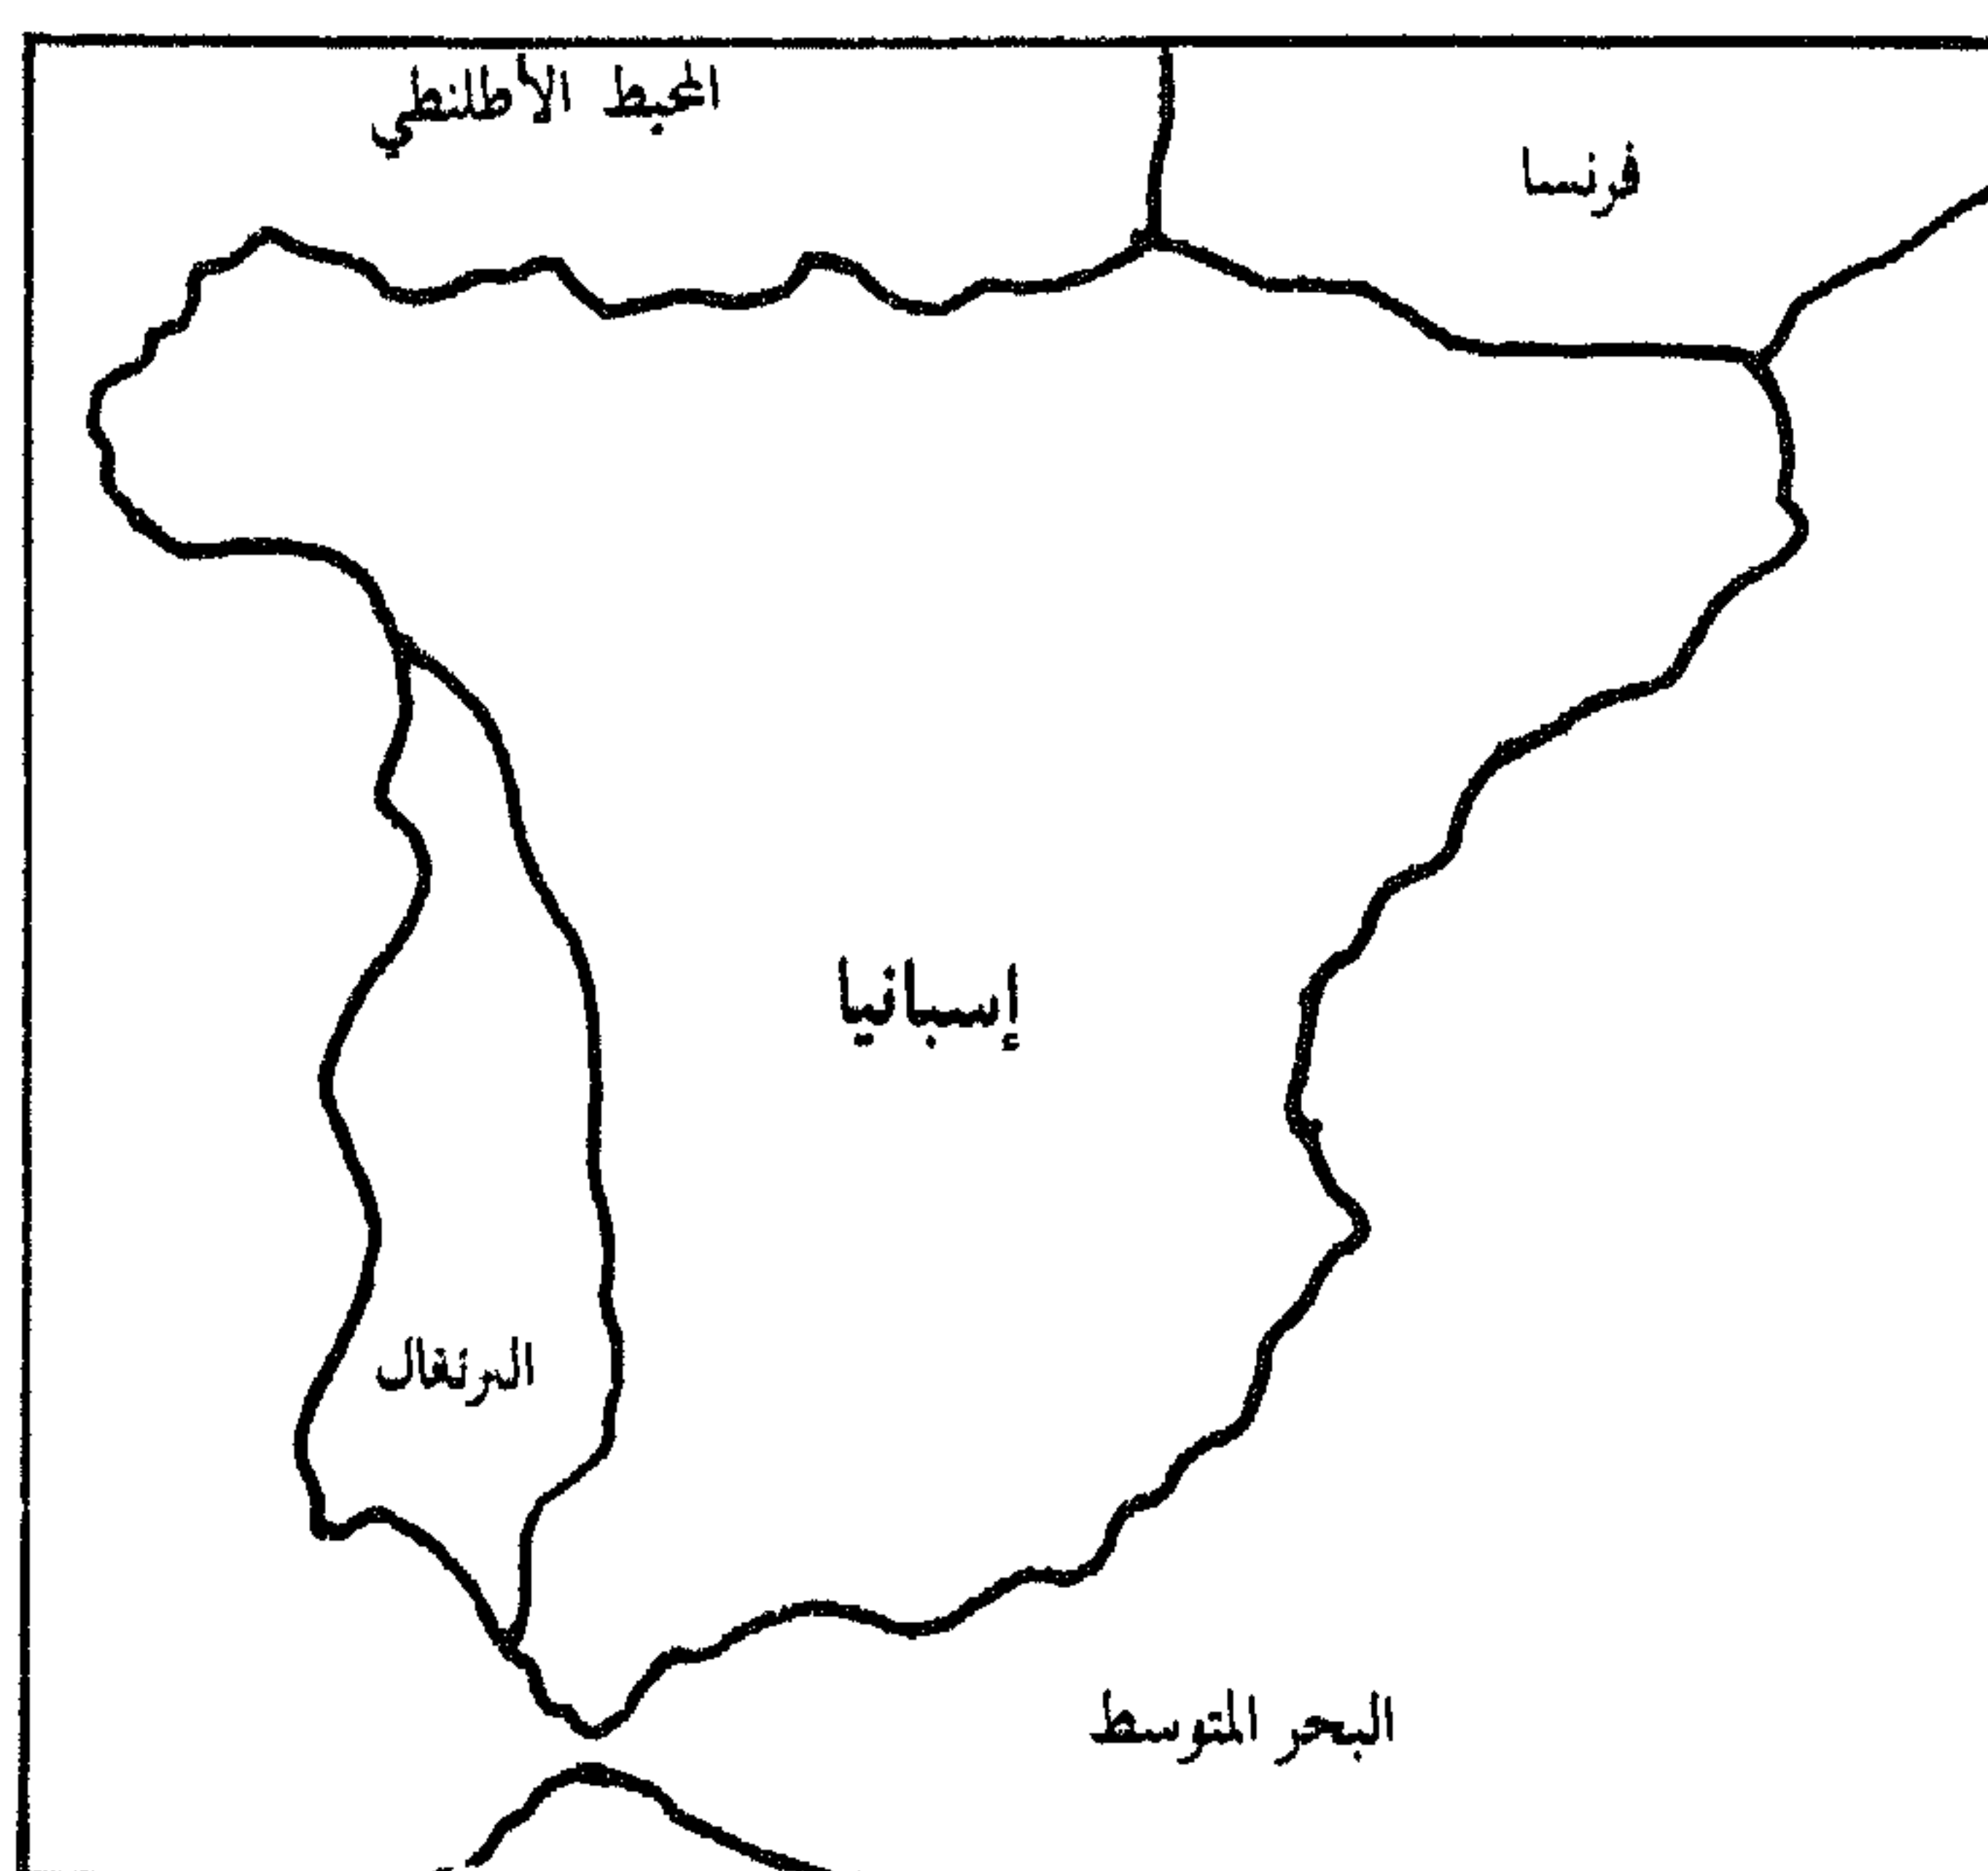 المحيط الأطلنطي
فرنسا
إسبانيا
البرتغال
البحر المتوسط